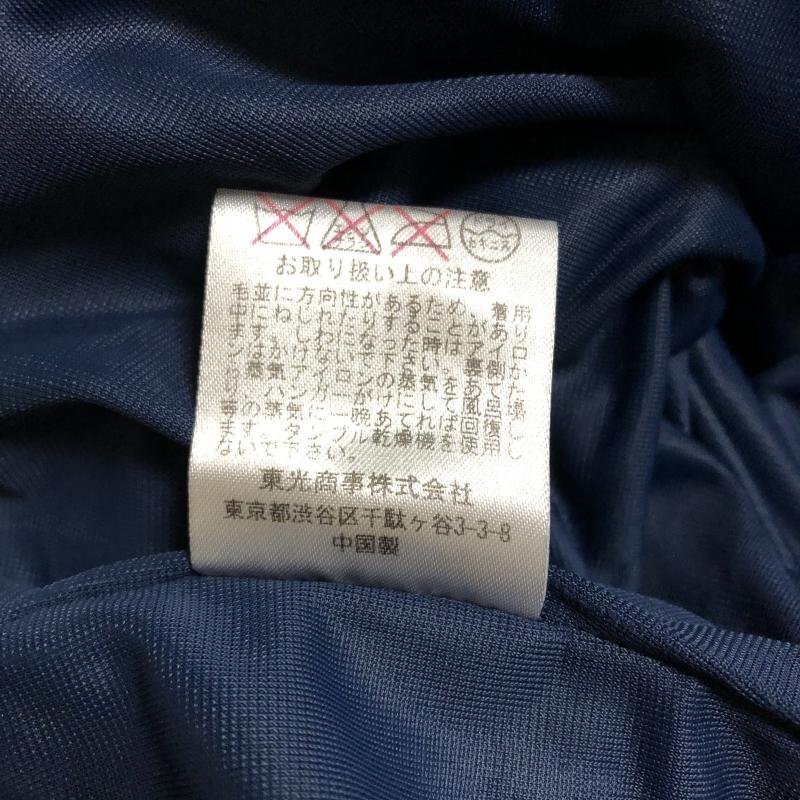 お取り扱い上の注意
毛並に方向性があるため、着用
中にねじれたりすることがあり
ます。しわになった時は、アイロ
ンはかけないで下さい。裏側か
ら蒸気アイロンの蒸気をあてた
り、ハンガーがけにして風呂場
等の蒸気に一晩あてれば回復し
ます。タンブル乾燥機を使用し
ないで下さい。
東光商事株式会社
東京都渋谷区千駄ヶ谷3-3-8
中国製